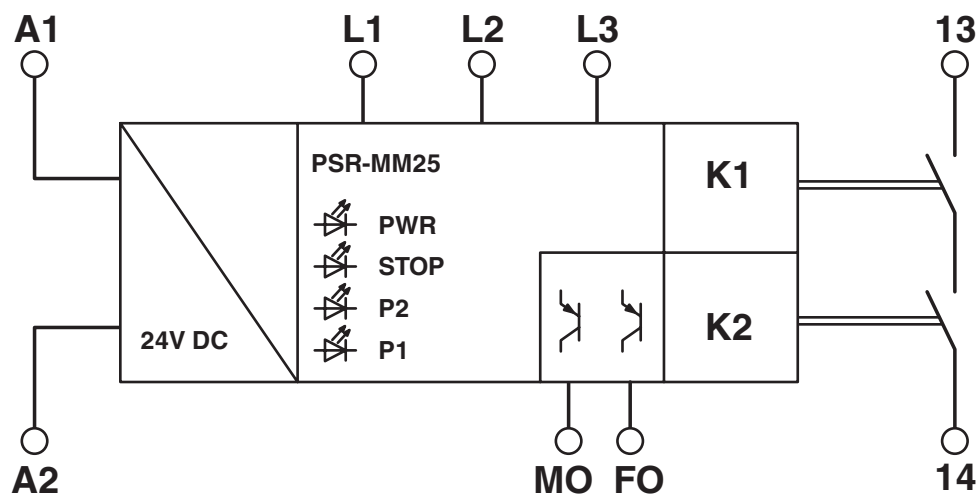 A1 L1 L2 L3 13
PSR-MM25
K1
PWR
STOP
P2
P1
24V DC
K2
A2 MO FO 14